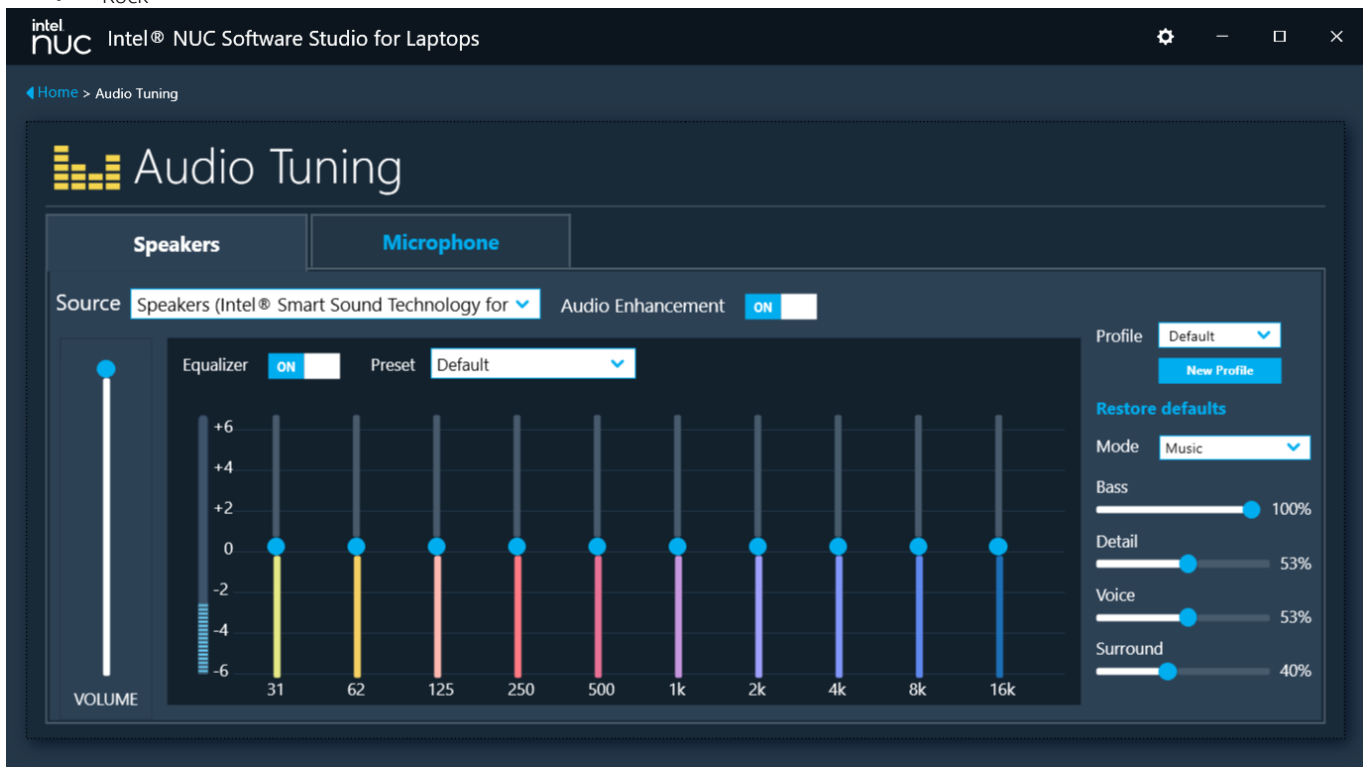 Rock
intel
nuc Intel® NUC Software Studio for Laptops
Home > Audio Tuning
Audio Tuning
Speakers
Microphone
Source Speakers (Intel® Smart Sound Technology for
Audio Enhancement ON
Equalizer ON Preset Default
+6
+4
+2
0
-2
-4
-6
31 62 125 250 500 1k 2k 4k 8k 16k
VOLUME
Profile Default
New Profile
Restore defaults
Mode Music
Bass
100%
Detail
53%
Voice
53%
Surround
40%